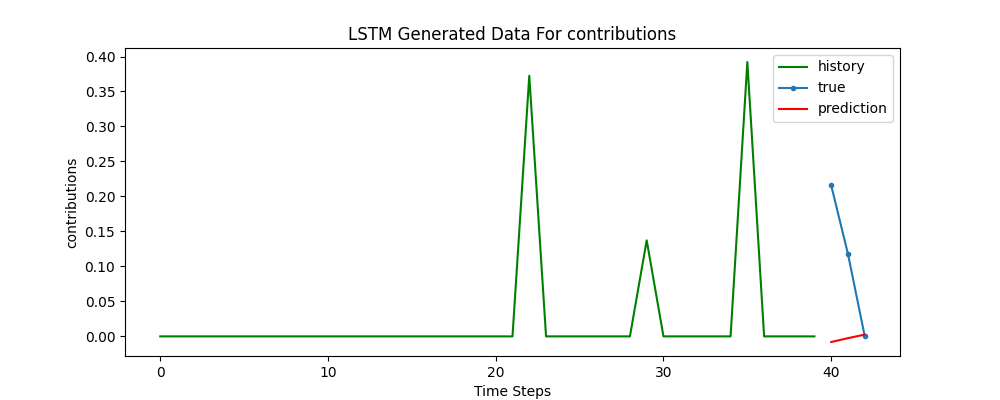 LSTM Generated Data For contributions
history
true
prediction
contributions
0.40
0.35
0.30
0.25
0.20
0.15
0.10
0.05
0.00
0 10 20 30 40
Time Steps